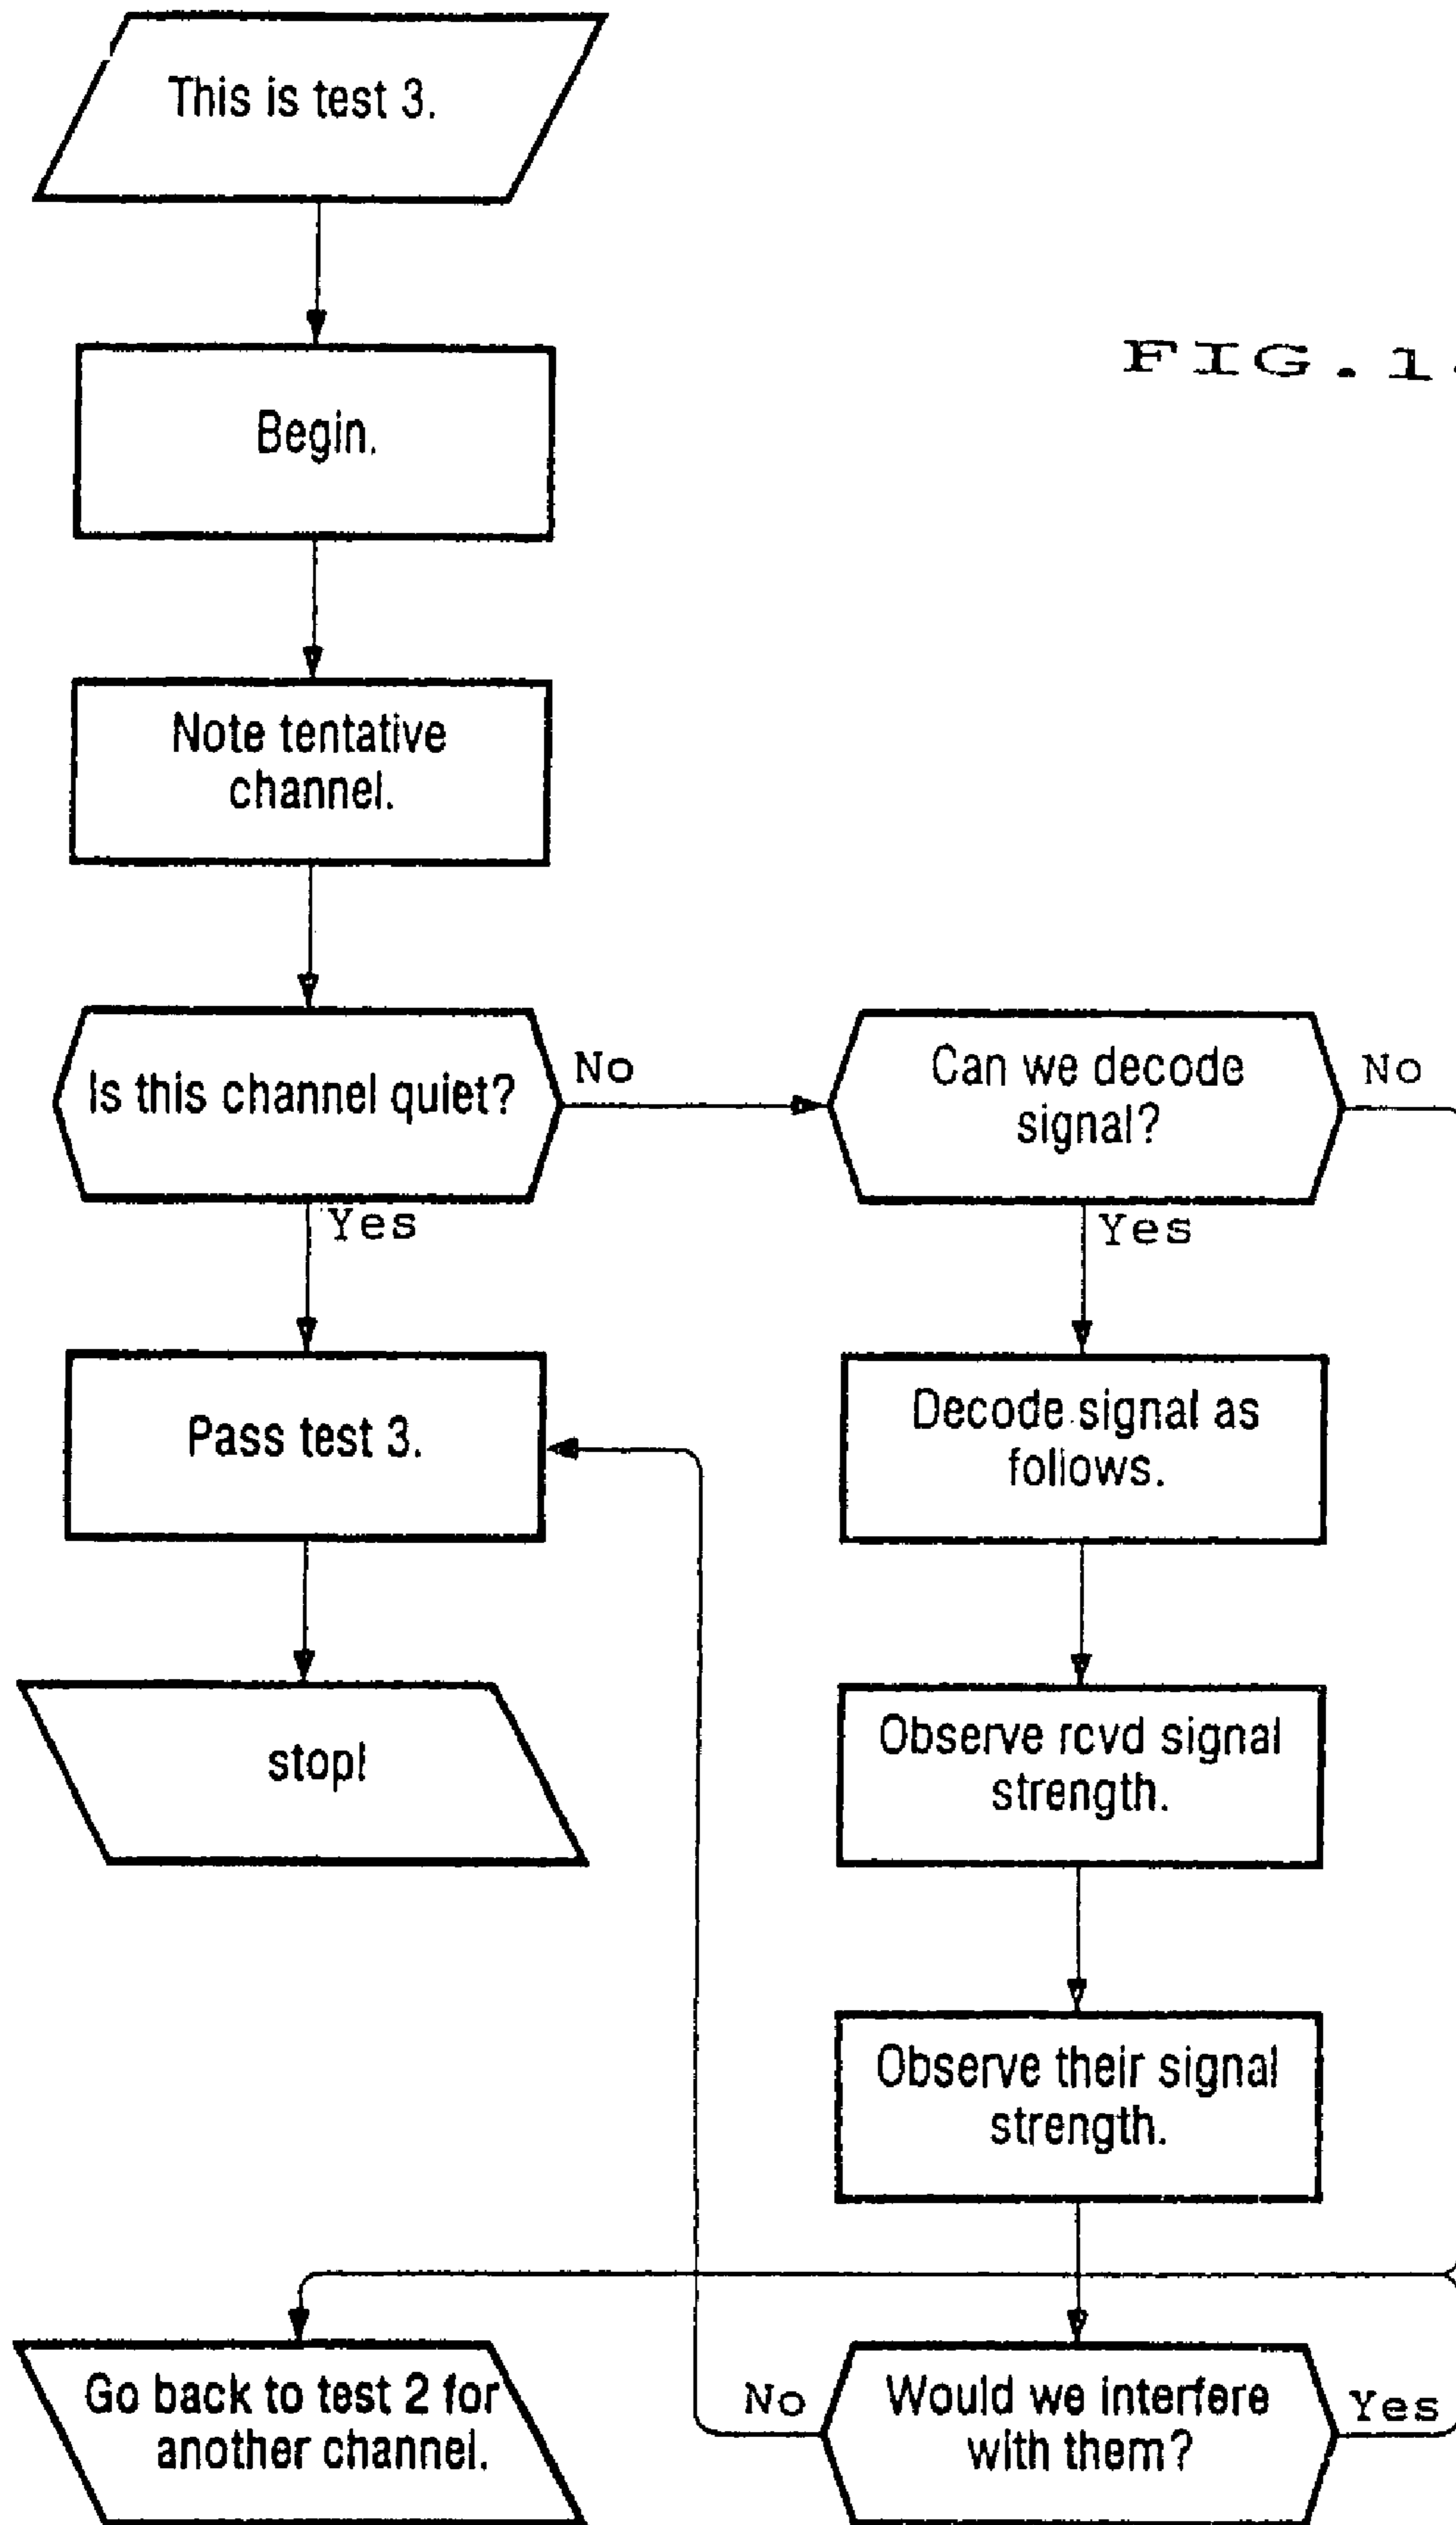 This is test 3.
Begin.
Note tentative
channel.
Is this channel quiet?
No
Yes
Can we decode
signal?
No
Yes
Pass test 3.
stop!
Decode signal as
follows.
Observe rcvd signal
strength.
Observe their signal
strength.
Would we interfere
with them?
No
Yes
Go back to test 2 for
another channel.